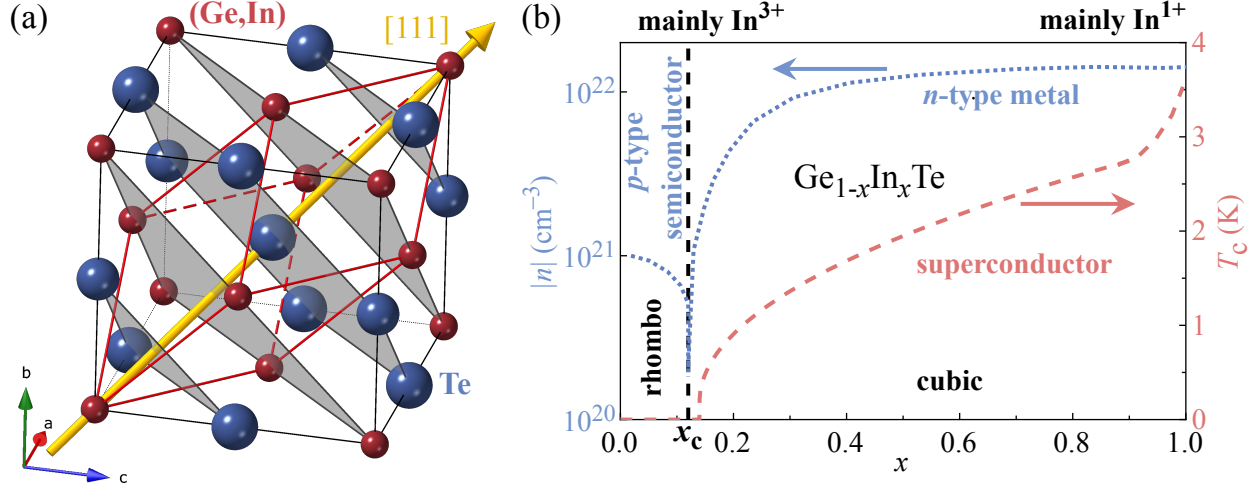 (a)
(Ge,In)
[111]
Te
b
a
c
(b)
mainly In³⁺
mainly In¹⁺
10²²
10²¹
10²⁰
|n| (cm⁻³)
p-type
semiconductor
n-type metal
Ge₁₋ₓInₓTe
superconductor
rhombo
cubic
4
3
2
1
0
T_c (K)
0.0
x_c
0.2
0.4
0.6
0.8
1.0
x